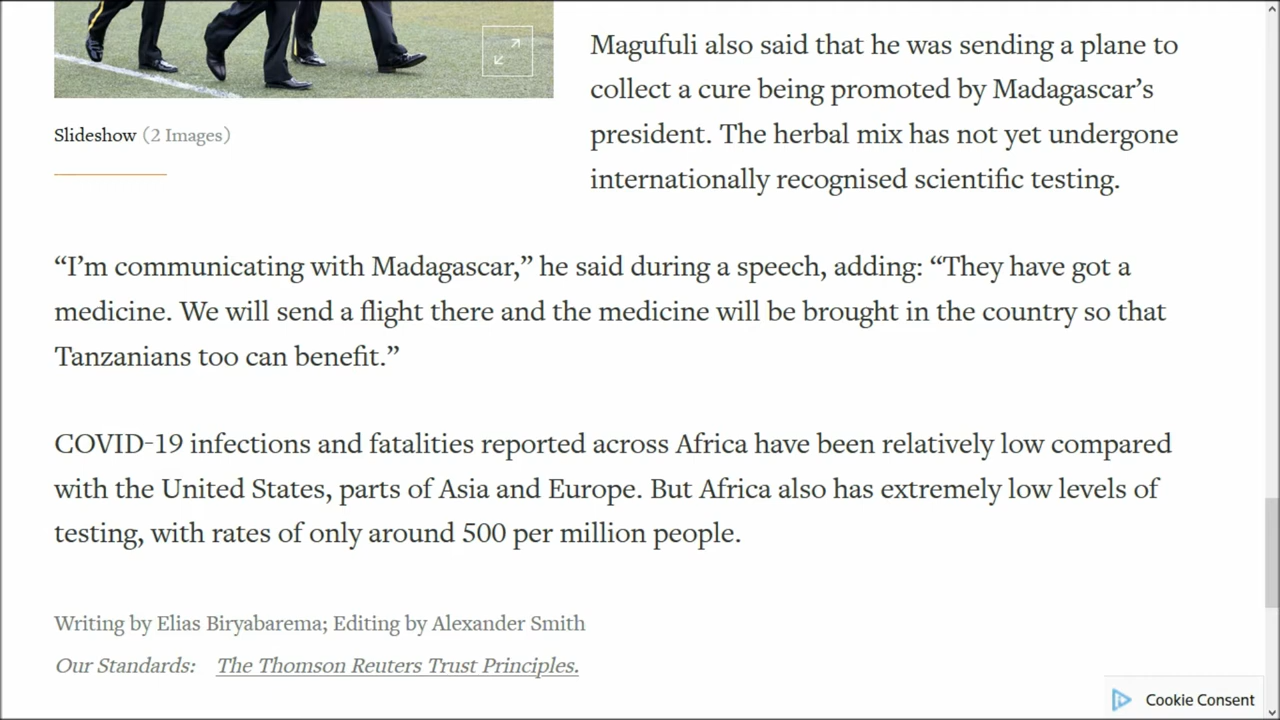 Magufuli also said that he was sending a plane to
collect a cure being promoted by Madagascar’s
president. The herbal mix has not yet undergone
internationally recognised scientific testing.
Slideshow (2 Images)
“I’m communicating with Madagascar,” he said during a speech, adding: “They have got a
medicine. We will send a flight there and the medicine will be brought in the country so that
Tanzanians too can benefit.”
COVID-19 infections and fatalities reported across Africa have been relatively low compared
with the United States, parts of Asia and Europe. But Africa also has extremely low levels of
testing, with rates of only around 500 per million people.
Writing by Elias Biryabarema; Editing by Alexander Smith
Our Standards: The Thomson Reuters Trust Principles.
Cookie Consent